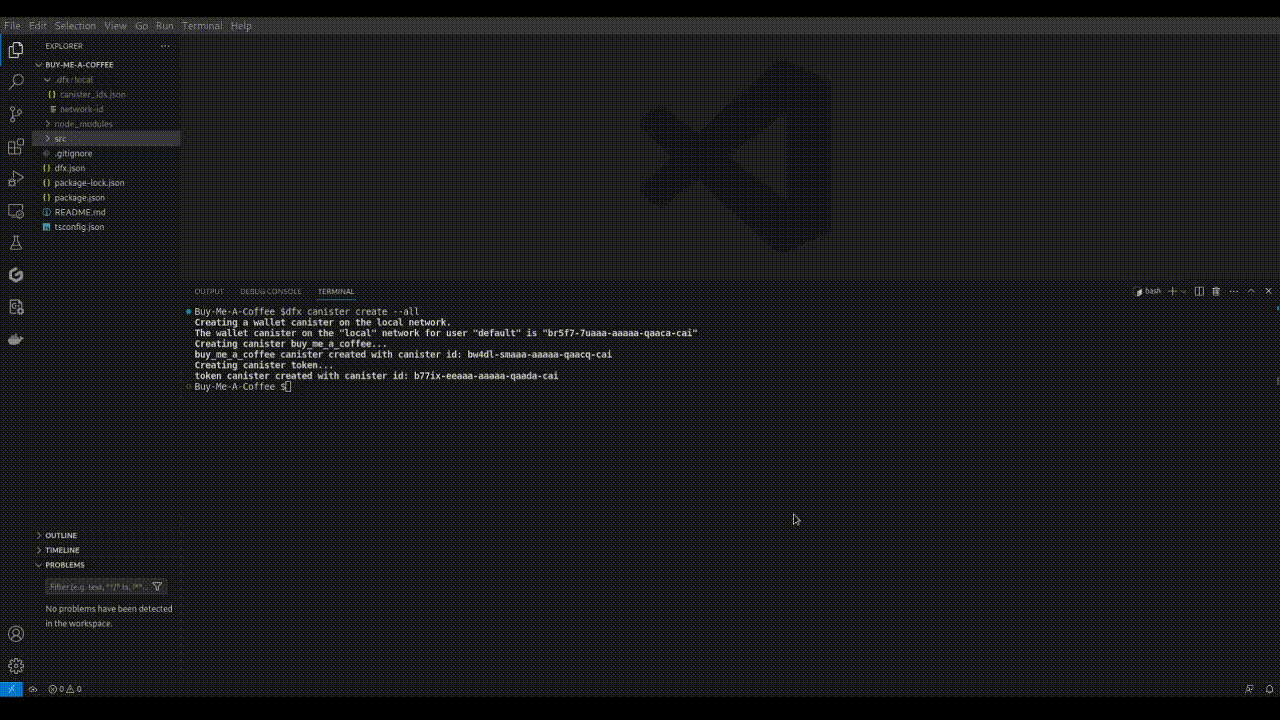 File Edit Selection View Go Run Terminal Help
EXPLORER
BUY-ME-A-COFFEE
.dfx/local
canister_ids.json
network-id
node_modules
src
.gitignore
dfx.json
package-lock.json
package.json
README.md
tsconfig.json
OUTPUT DEBUG CONSOLE TERMINAL
bash
Buy-Me-A-Coffee $dfx canister create --all
Creating a wallet canister on the local network.
The wallet canister on the "local" network for user "default" is "br5f7-7uaaa-aaaaa-qaaca-cai"
Creating canister buy_me_a_coffee...
buy_me_a_coffee canister created with canister id: bw4dl-smaaa-aaaaa-qaacq-cai
Creating canister token...
token canister created with canister id: b77ix-eeaaa-aaaaa-qaada-cai
Buy-Me-A-Coffee $
OUTLINE
TIMELINE
PROBLEMS
Filter (e.g. text, **/*.ts, !**...
No problems have been detected
in the workspace.
0 0